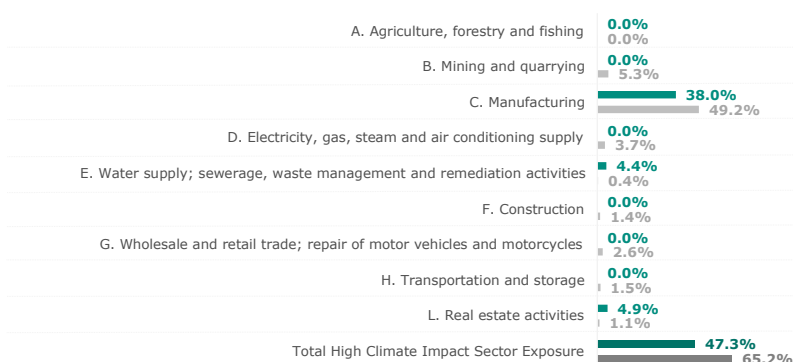 A. Agriculture, forestry and fishing 0.0%
0.0%
B. Mining and quarrying 0.0%
5.3%
C. Manufacturing 38.0%
49.2%
D. Electricity, gas, steam and air conditioning supply 0.0%
3.7%
E. Water supply; sewerage, waste management and remediation activities 4.4%
0.4%
F. Construction 0.0%
1.4%
G. Wholesale and retail trade; repair of motor vehicles and motorcycles 0.0%
2.6%
H. Transportation and storage 0.0%
1.5%
L. Real estate activities 4.9%
1.1%
Total High Climate Impact Sector Exposure 47.3%
65.2%